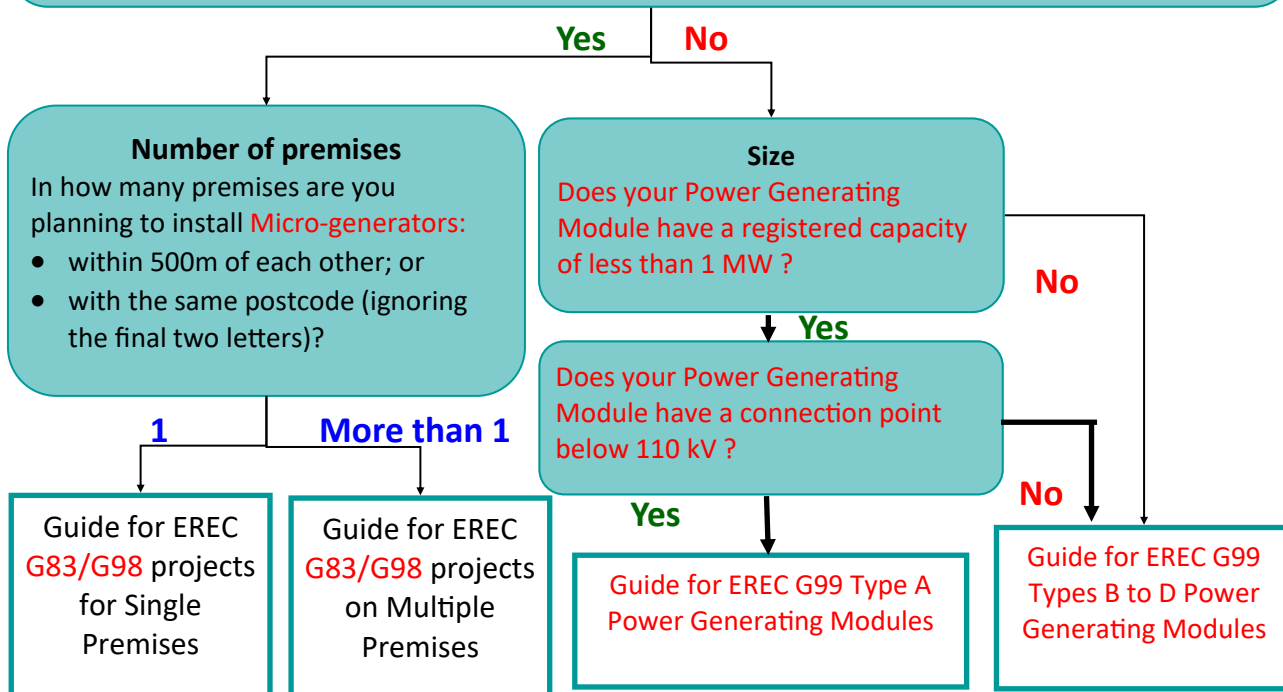 Yes
No
Number of premises
In how many premises are you
planning to install Micro-generators:
• within 500m of each other; or
• with the same postcode (ignoring
the final two letters)?
Size
Does your Power Generating
Module have a registered capacity
of less than 1 MW ?
No
Yes
Does your Power Generating
Module have a connection point
below 110 kV ?
1
More than 1
Yes
No
Guide for EREC
G83/G98 projects
for Single
Premises
Guide for EREC
G83/G98 projects
on Multiple
Premises
Guide for EREC G99 Type A
Power Generating Modules
Guide for EREC G99
Types B to D Power
Generating Modules